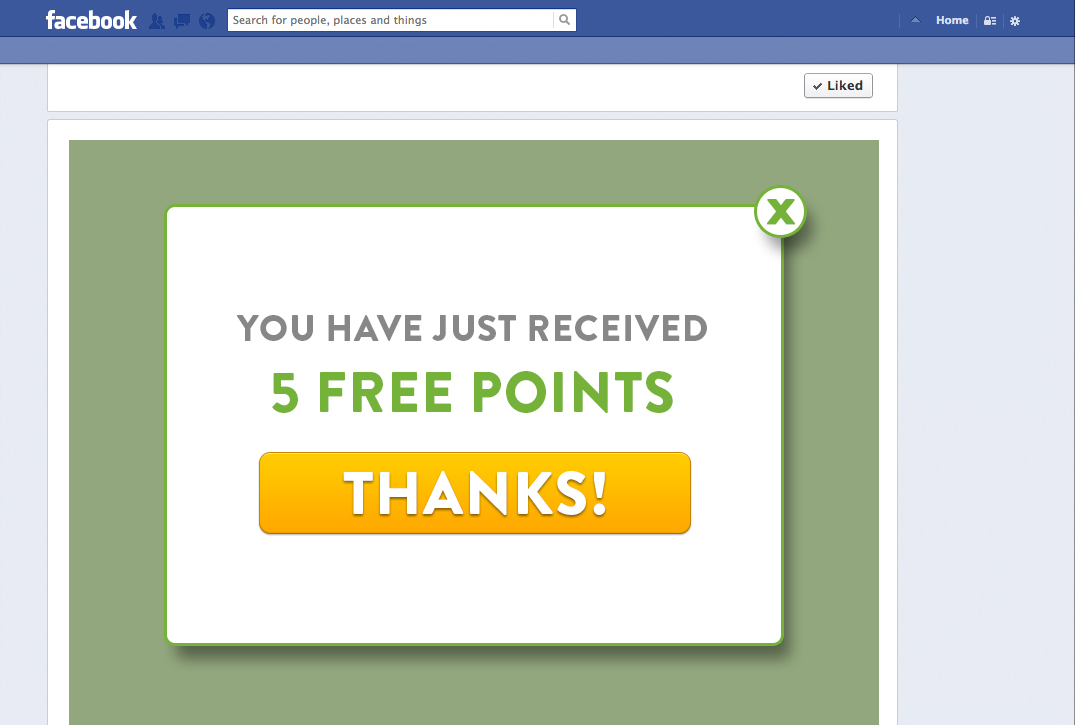 facebook
Search for people, places and things
Home
Liked
X
YOU HAVE JUST RECEIVED
5 FREE POINTS
THANKS!